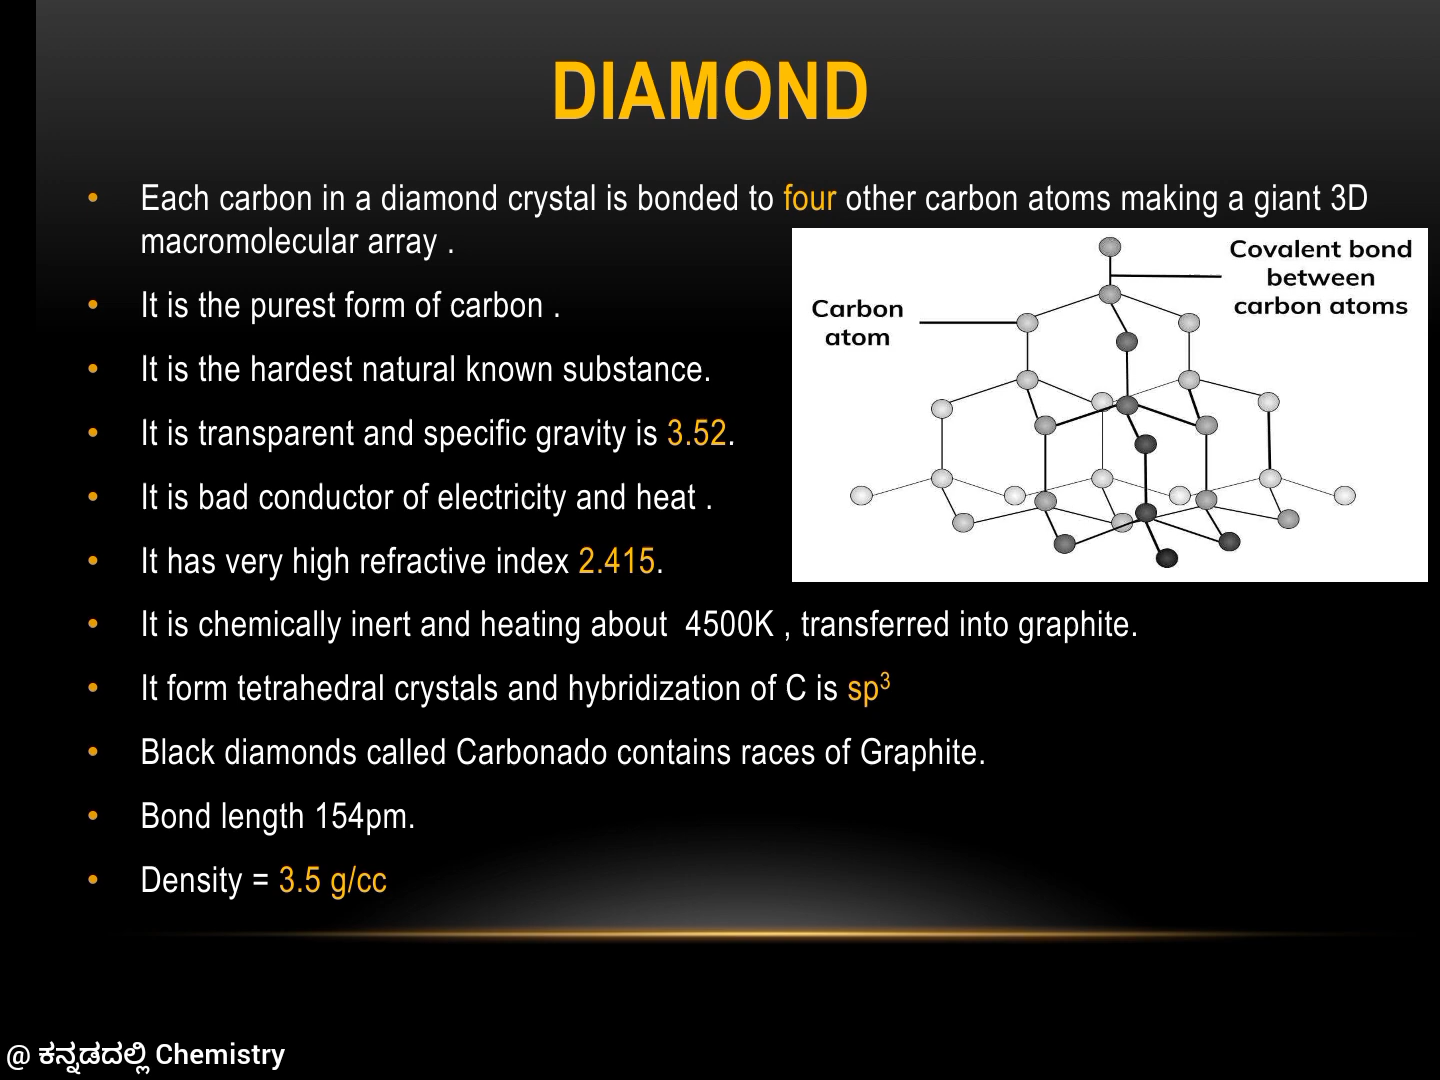 DIAMOND
• Each carbon in a diamond crystal is bonded to four other carbon atoms making a giant 3D
macromolecular array .
• It is the purest form of carbon .
• It is the hardest natural known substance.
• It is transparent and specific gravity is 3.52.
• It is bad conductor of electricity and heat .
• It has very high refractive index 2.415.
• It is chemically inert and heating about 4500K , transferred into graphite.
• It form tetrahedral crystals and hybridization of C is sp³
• Black diamonds called Carbonado contains races of Graphite.
• Bond length 154pm.
• Density = 3.5 g/cc
Covalent bond
between
carbon atoms
Carbon
atom
@ ಕನ್ನಡದಲ್ಲಿ Chemistry